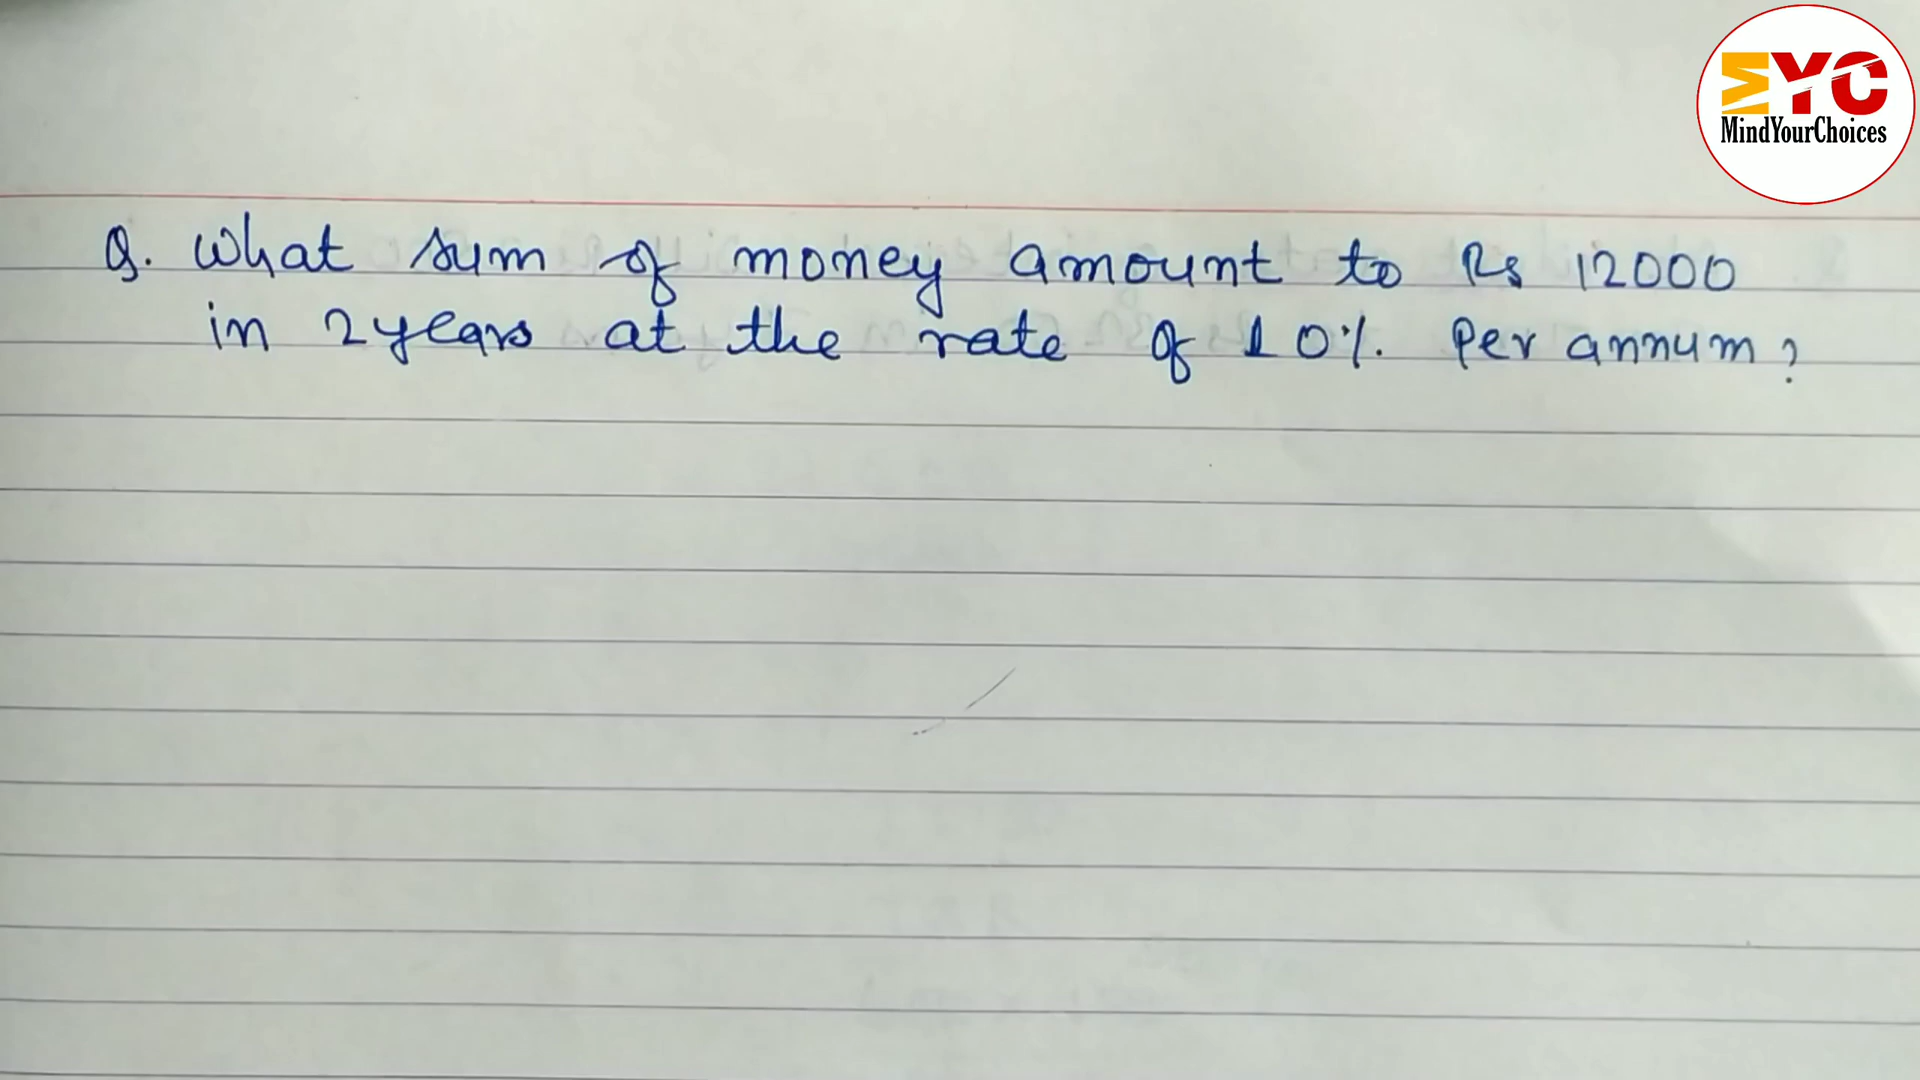 MYC
MindYourChoices
Q. What sum of money amount to Rs 12000
in 2 years at the rate of 10%. Per annum?